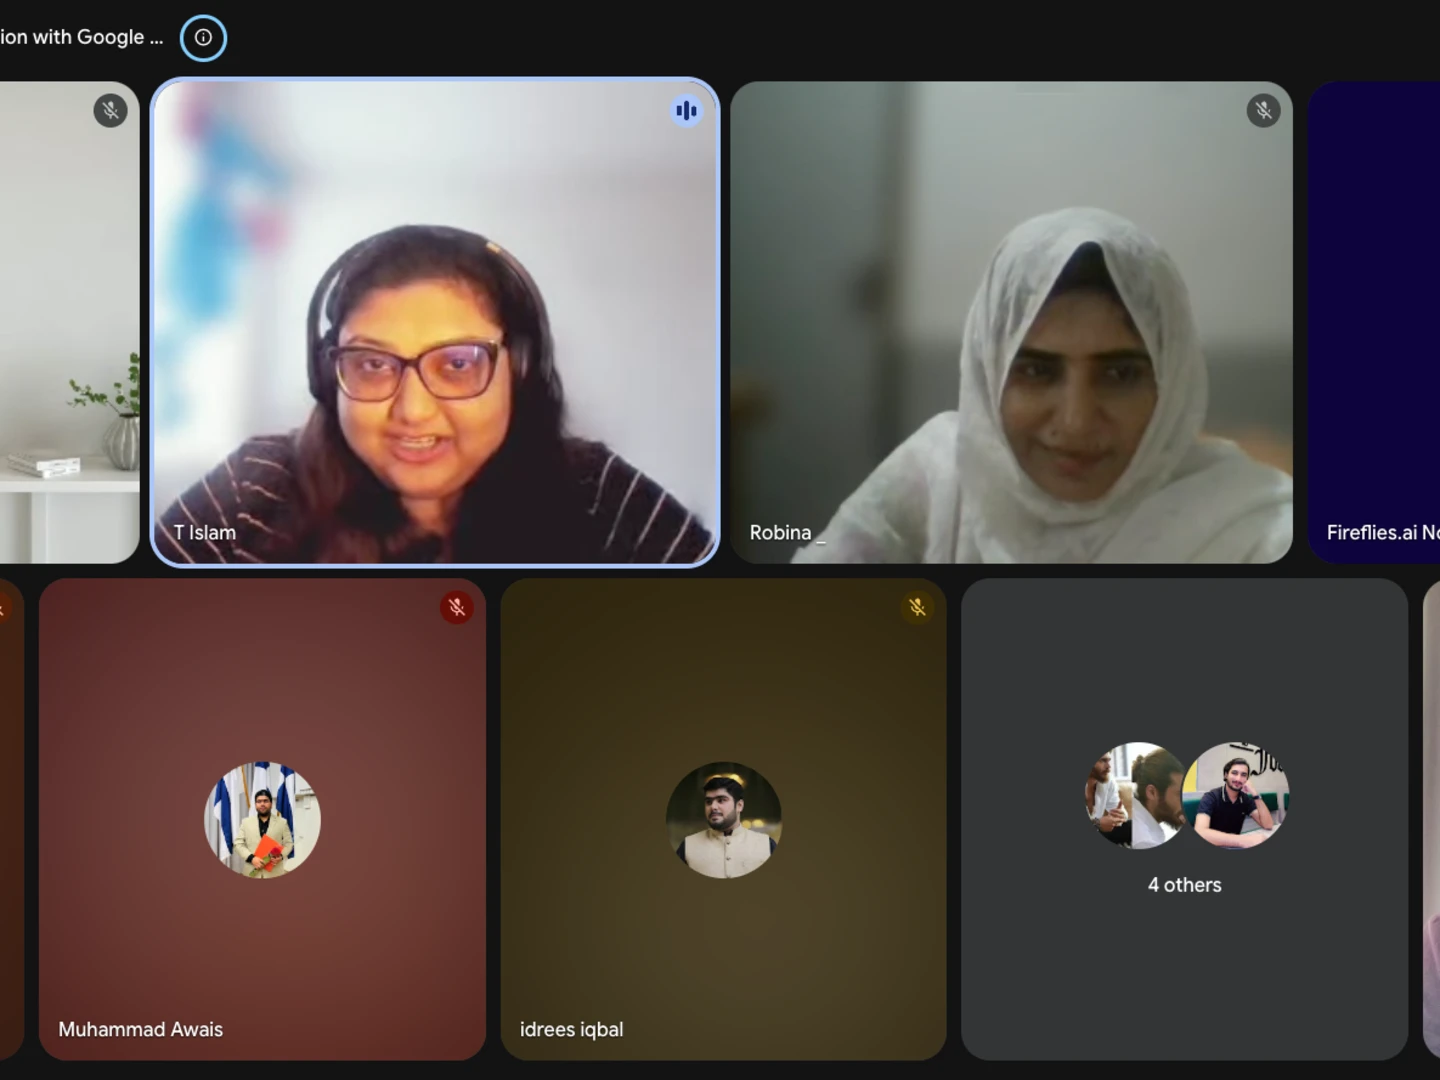 ion with Google ...
T Islam
Robina _
Fireflies.ai No
Muhammad Awais
idrees iqbal
4 others